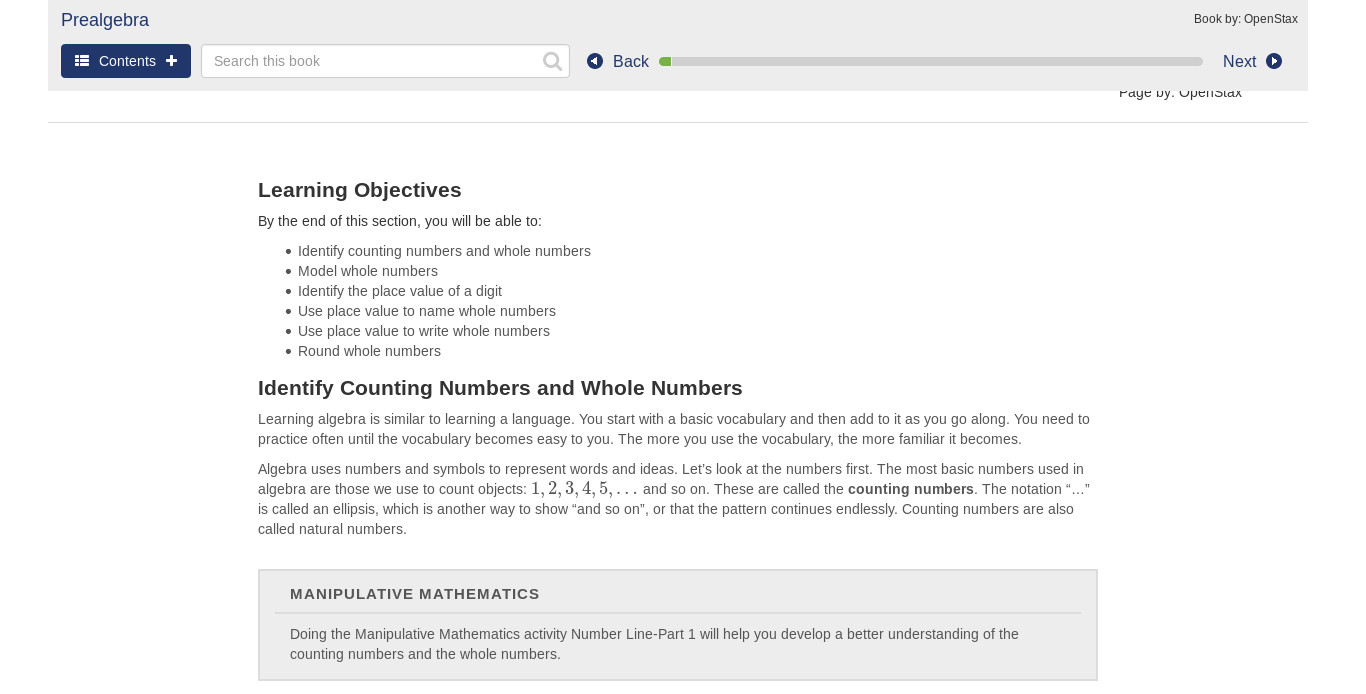 Prealgebra
Book by: OpenStax
Contents
Search this book
Back
Next
Page by: OpenStax
Learning Objectives
By the end of this section, you will be able to:
• Identify counting numbers and whole numbers
• Model whole numbers
• Identify the place value of a digit
• Use place value to name whole numbers
• Use place value to write whole numbers
• Round whole numbers
Identify Counting Numbers and Whole Numbers
Learning algebra is similar to learning a language. You start with a basic vocabulary and then add to it as you go along. You need to
practice often until the vocabulary becomes easy to you. The more you use the vocabulary, the more familiar it becomes.
Algebra uses numbers and symbols to represent words and ideas. Let’s look at the numbers first. The most basic numbers used in
algebra are those we use to count objects: 1, 2, 3, 4, 5, … and so on. These are called the counting numbers. The notation “…”
is called an ellipsis, which is another way to show “and so on”, or that the pattern continues endlessly. Counting numbers are also
called natural numbers.
MANIPULATIVE MATHEMATICS
Doing the Manipulative Mathematics activity Number Line-Part 1 will help you develop a better understanding of the
counting numbers and the whole numbers.